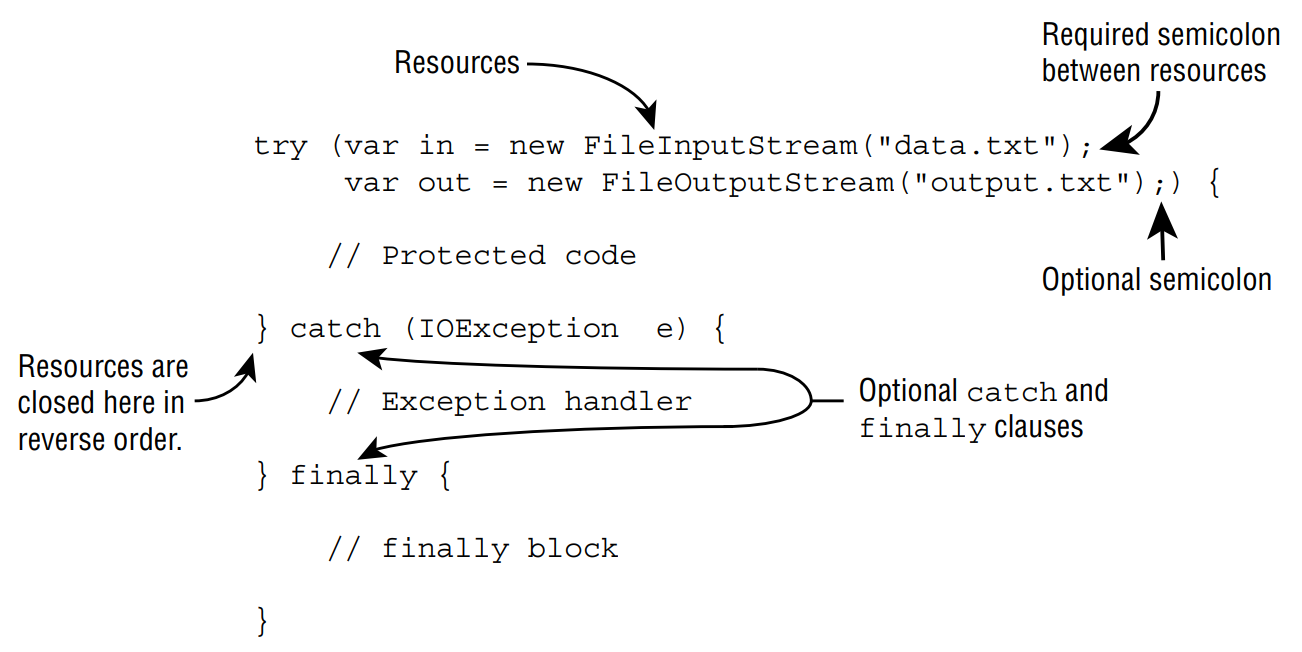 Resources
Required semicolon
between resources
try (var in = new FileInputStream("data.txt");
var out = new FileOutputStream("output.txt");) {
Optional semicolon
// Protected code
} catch (IOException e) {
Resources are
closed here in
reverse order.
// Exception handler
Optional catch and
finally clauses
} finally {
// finally block
}